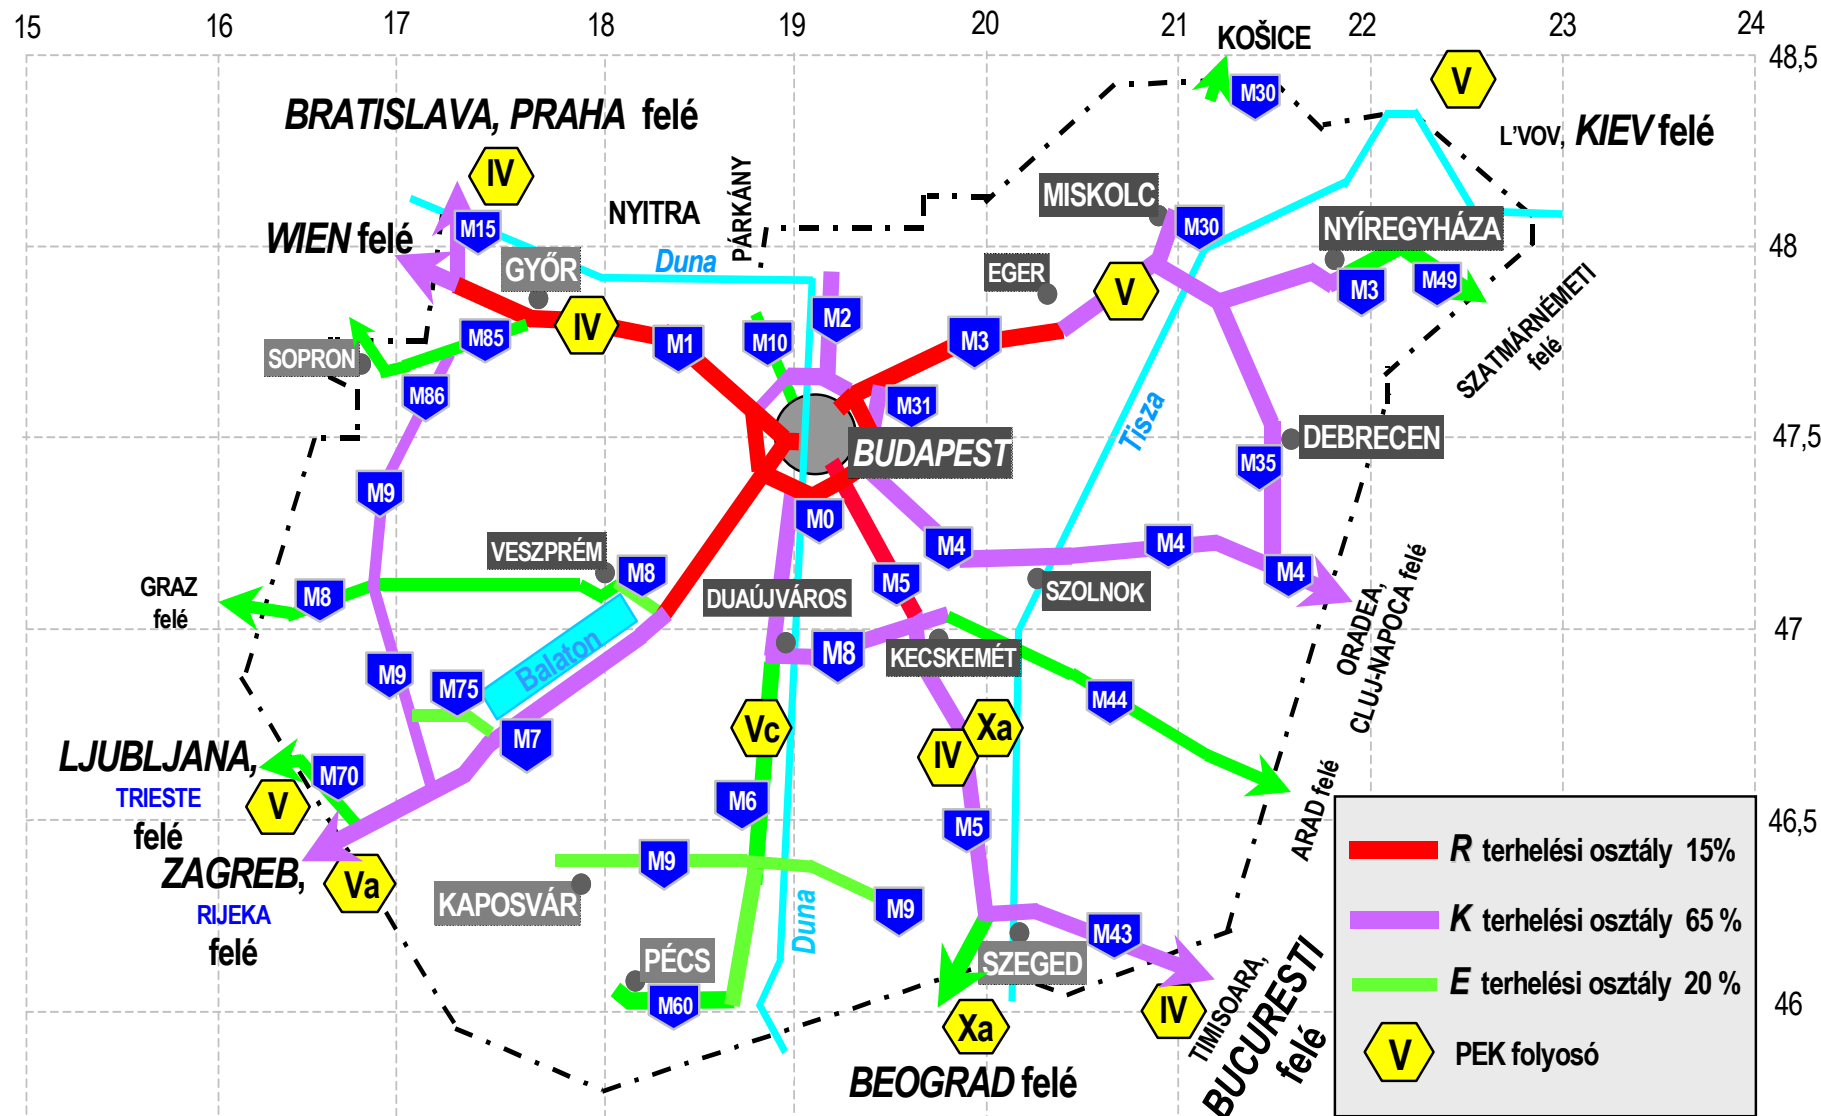 15 16 17 18 19 20 21 22 23 24
KOŠICE
48,5
V
M30
BRATISLAVA, PRAHA felé
L'VOV, KIEV felé
IV
PÁRKÁNY
MISKOLC
NYITRA
M15
M30
NYÍREGYHÁZA
WIEN felé
48
GYŐR
Duna
EGER
V
M3
M49
IV
M2
M85
M1
M10
M3
SZATMÁRNÉMETI
felé
SOPRON
M86
M31
Tisza
BUDAPEST
DEBRECEN
47,5
M35
M9
M0
VESZPRÉM
M4
M4
M8
M5
M4
GRAZ
felé
M8
DUAÚJVÁROS
SZOLNOK
ORADEA,
CLUJ-NAPOCA felé
47
Balaton
M8
KECSKEMÉT
M9
M75
M44
Vc
Xa
M7
IV
LJUBLJANA,
TRIESTE
felé
V
M70
M6
M5
ARAD felé
46,5
R terhelési osztály 15%
ZAGREB,
RIJEKA
felé
Va
M9
KAPOSVÁR
M9
Duna
K terhelési osztály 65 %
M43
PÉCS
SZEGED
M60
E terhelési osztály 20 %
46
IV
TIMISOARA,
BUCURESTI
felé
Xa
V
PEK folyosó
BEOGRAD felé